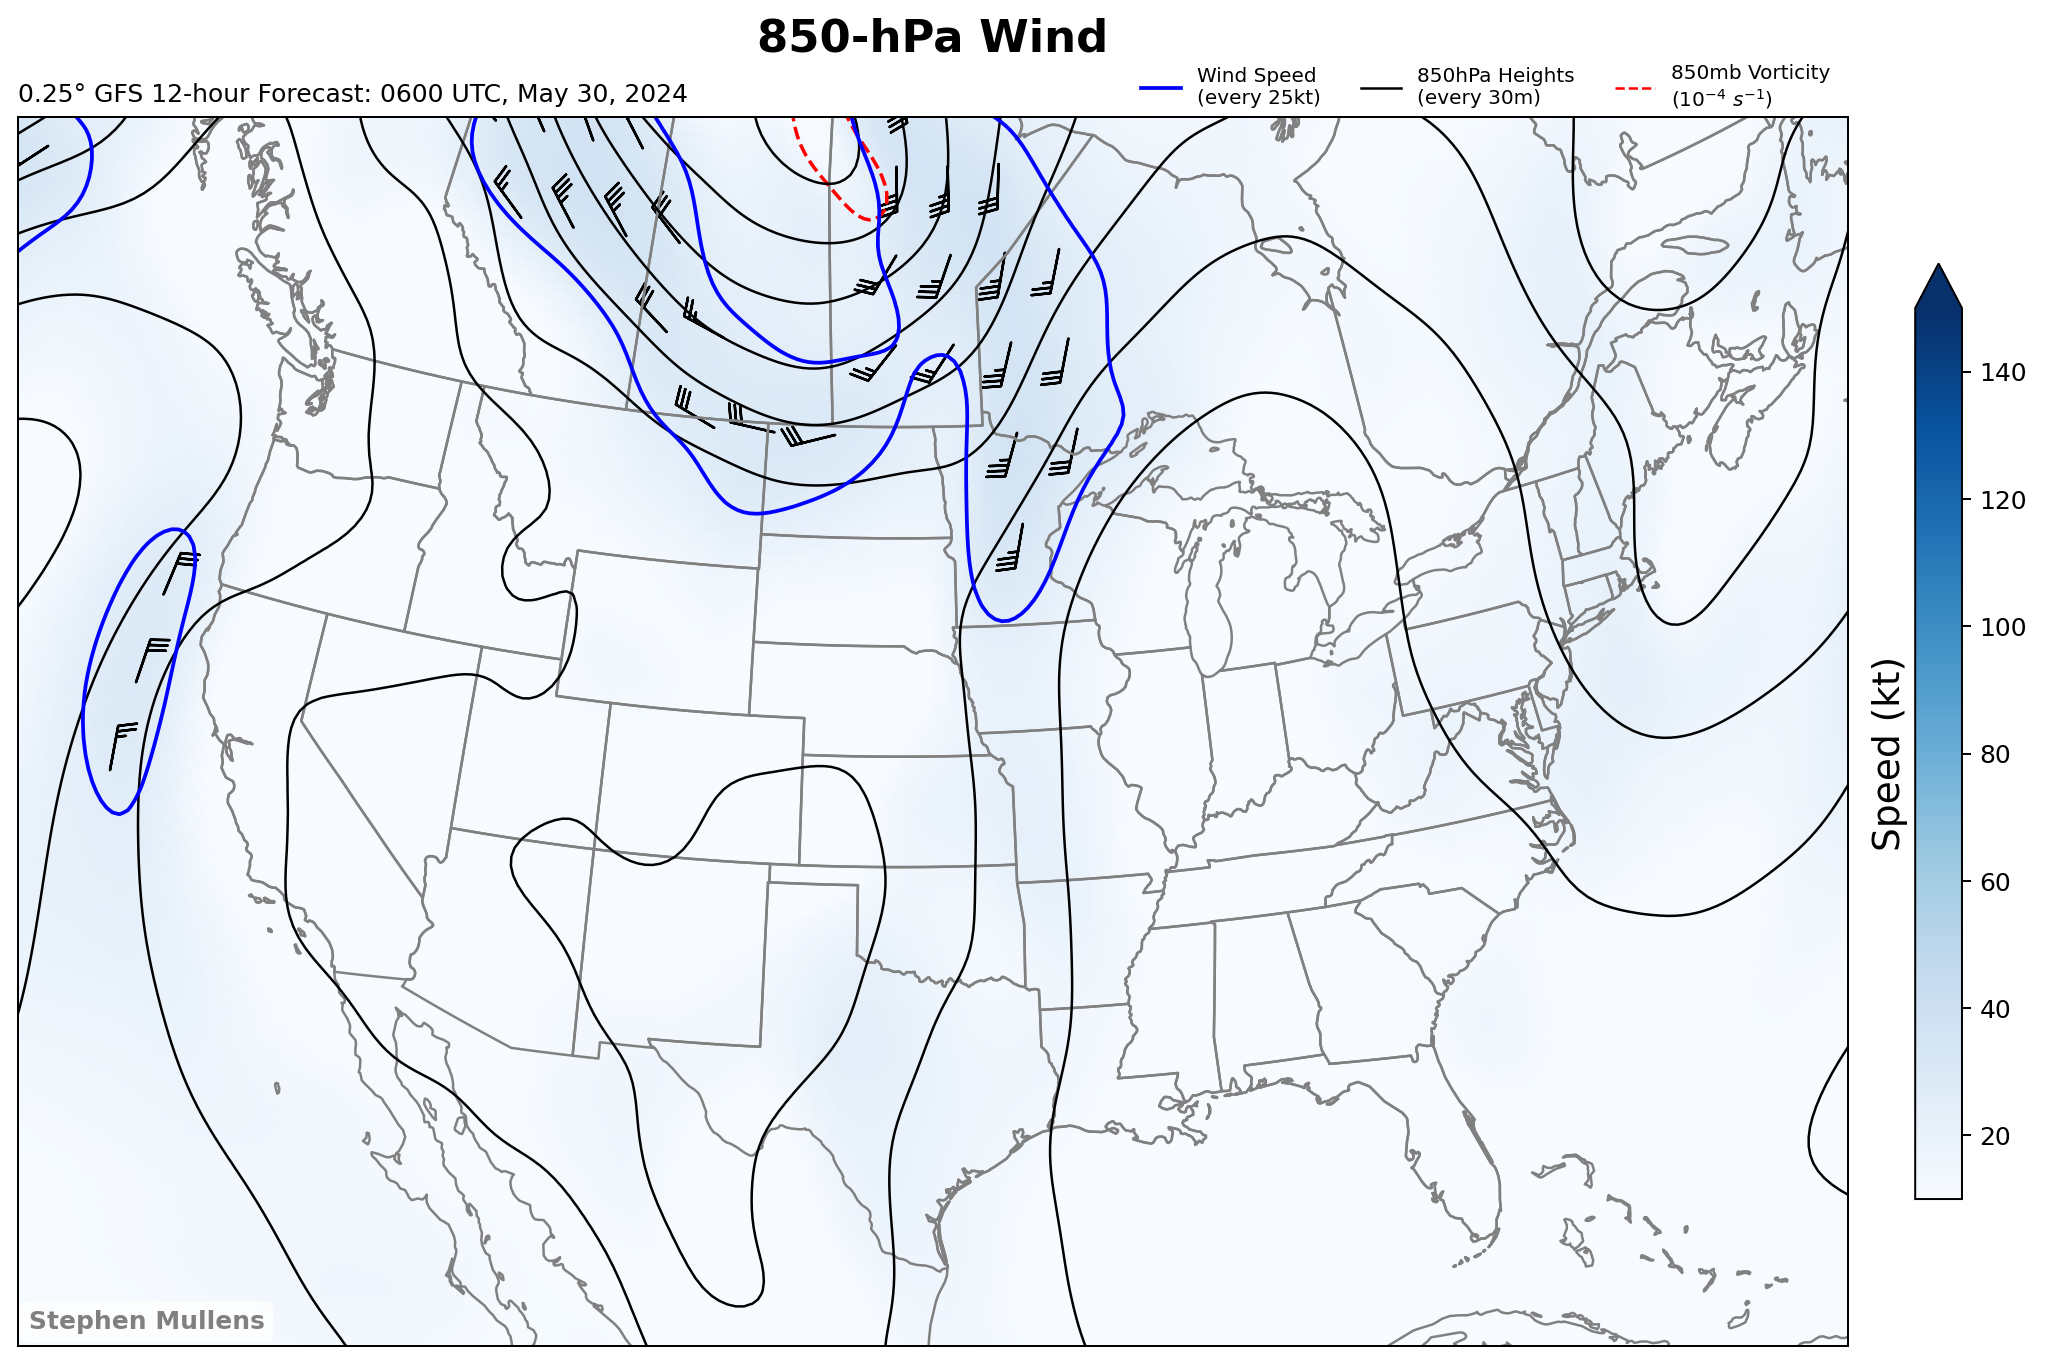 850-hPa Wind
0.25° GFS 12-hour Forecast: 0600 UTC, May 30, 2024
Wind Speed
(every 25kt)
850hPa Heights
(every 30m)
850mb Vorticity
(10⁻⁴ s⁻¹)
140
120
100
80
60
40
20
Speed (kt)
Stephen Mullens